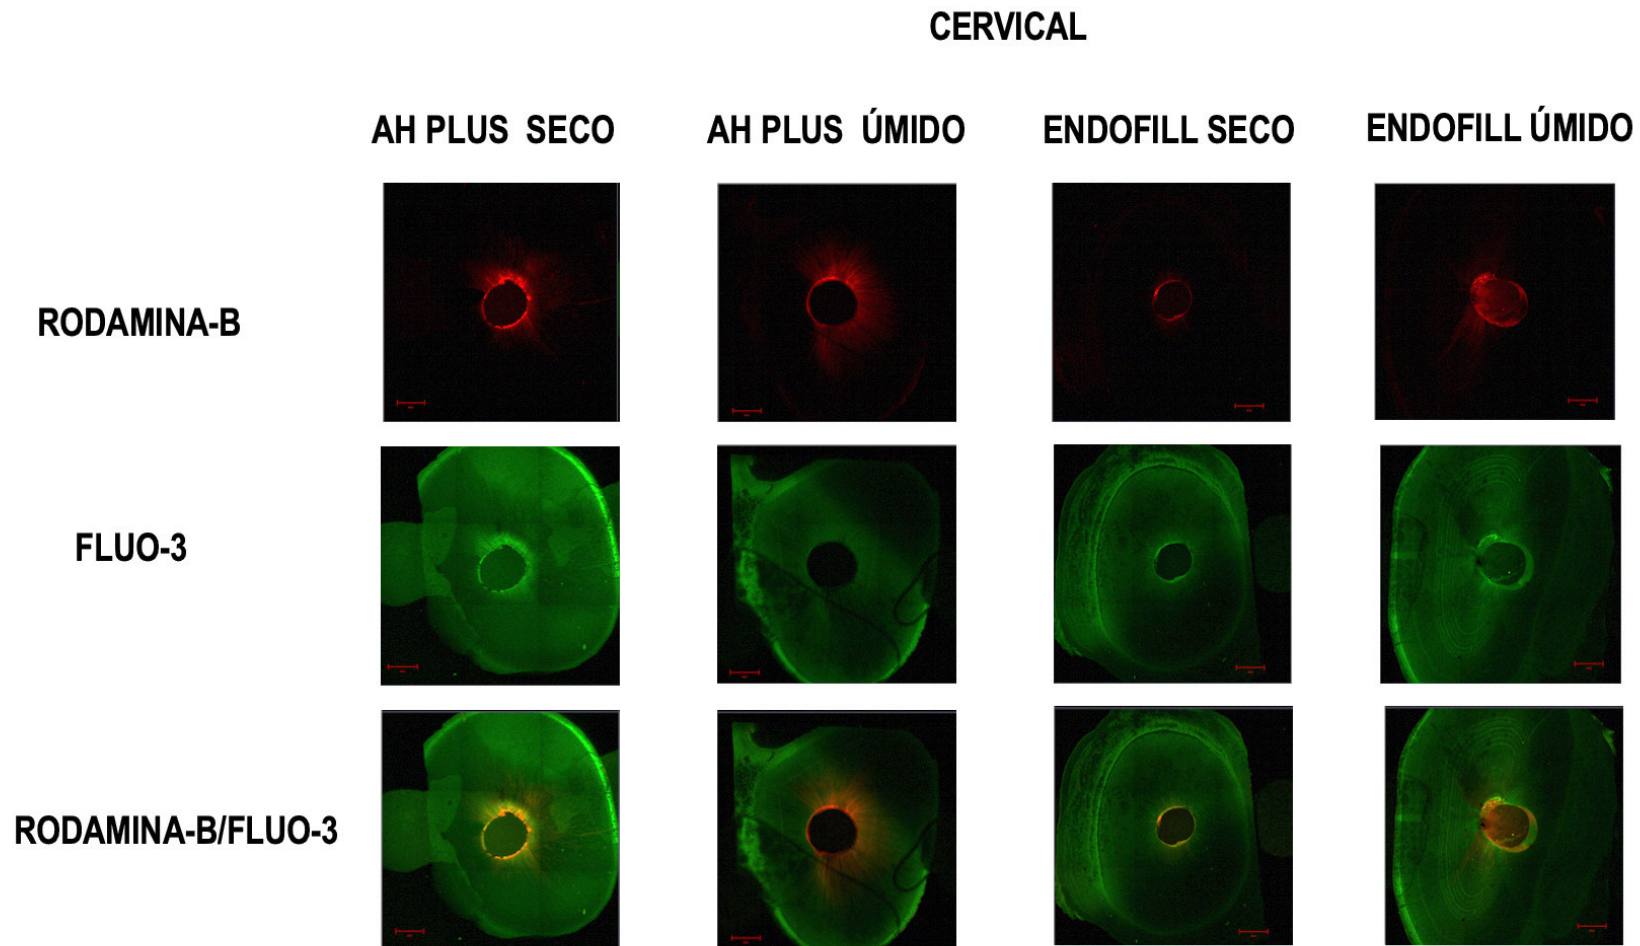 CERVICAL
AH PLUS SECO
AH PLUS ÚMIDO
ENDOFILL SECO
ENDOFILL ÚMIDO
RODAMINA-B
FLUO-3
RODAMINA-B/FLUO-3